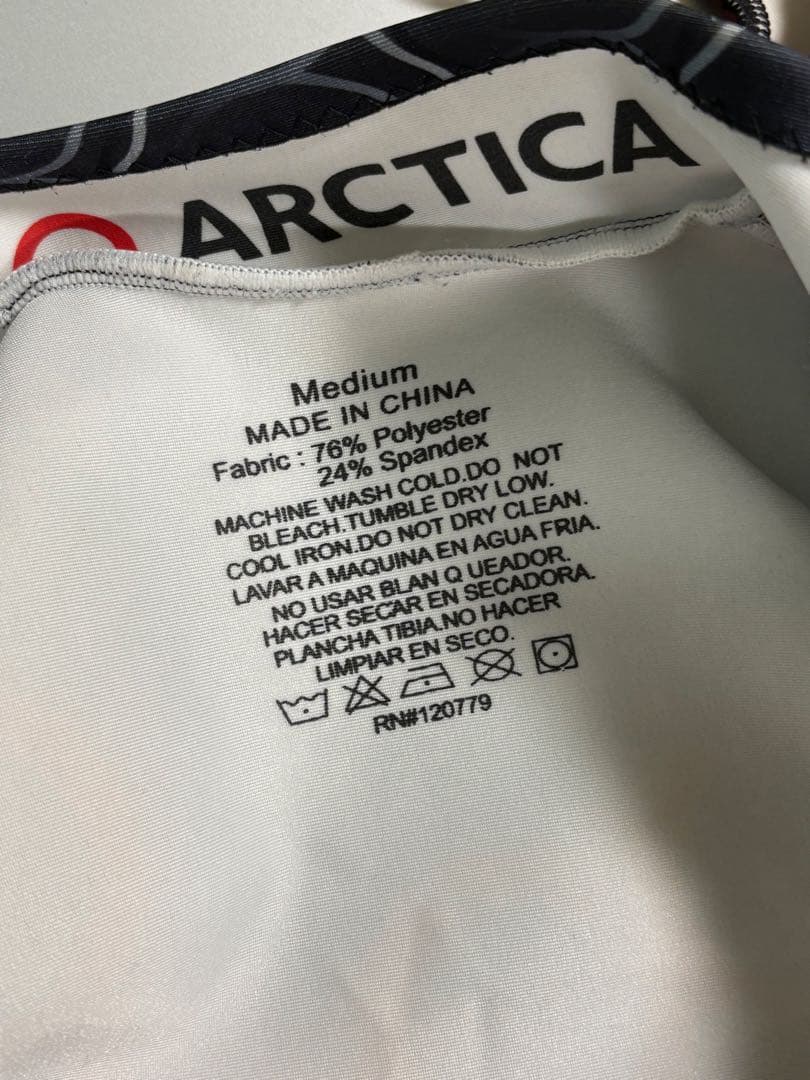 ARCTICA
Medium
MADE IN CHINA
Fabric : 76% Polyester
24% Spandex
MACHINE WASH COLD.DO NOT
BLEACH.TUMBLE DRY LOW.
COOL IRON.DO NOT DRY CLEAN.
LAVAR A MAQUINA EN AGUA FRIA.
NO USAR BLAN Q UEADOR.
HACER SECAR EN SECADORA.
PLANCHA TIBIA.NO HACER
LIMPIAR EN SECO.
RN#120779